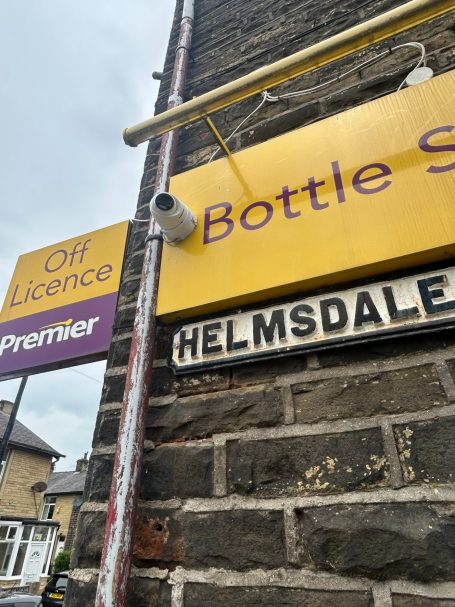 Off
Licence
Premier
Bottle S
HELMSDALE